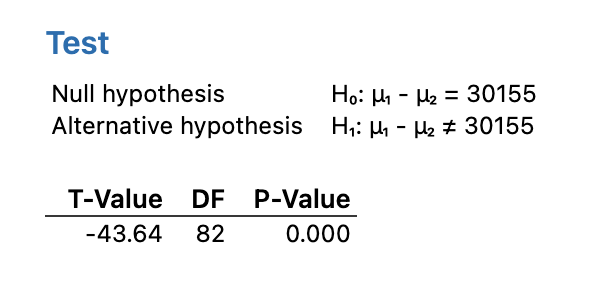 Test
Null hypothesis H₀: μ₁ - μ₂ = 30155
Alternative hypothesis H₁: μ₁ - μ₂ ≠ 30155
T-Value DF P-Value
-43.64 82 0.000